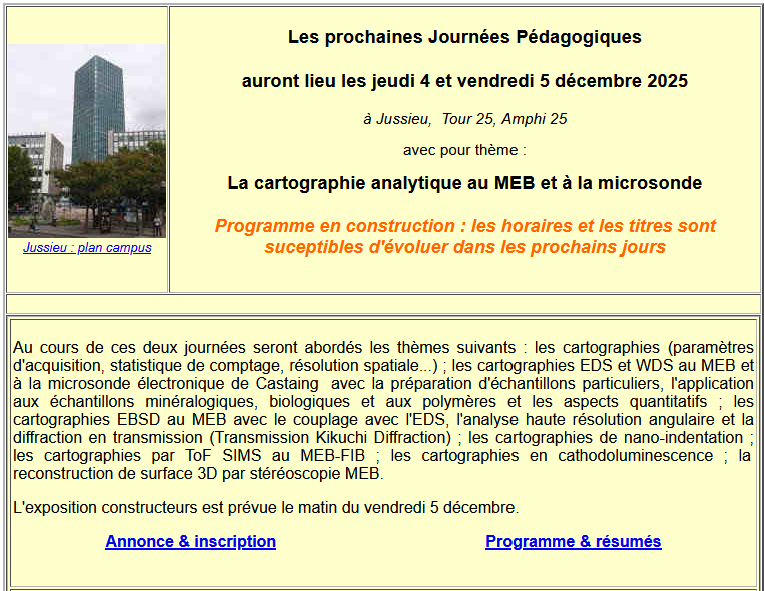 Les prochaines Journées Pédagogiques
auront lieu les jeudi 4 et vendredi 5 décembre 2025
à Jussieu, Tour 25, Amphi 25
avec pour thème :
La cartographie analytique au MEB et à la microsonde
Programme en construction : les horaires et les titres sont
suceptibles d'évoluer dans les prochains jours
Jussieu : plan campus
Au cours de ces deux journées seront abordés les thèmes suivants : les cartographies (paramètres
d'acquisition, statistique de comptage, résolution spatiale...) ; les cartographies EDS et WDS au MEB et
à la microsonde électronique de Castaing avec la préparation d'échantillons particuliers, l'application
aux échantillons minéralogiques, biologiques et aux polymères et les aspects quantitatifs ; les
cartographies EBSD au MEB avec le couplage avec l'EDS, l'analyse haute résolution angulaire et la
diffraction en transmission (Transmission Kikuchi Diffraction) ; les cartographies de nano-indentation ;
les cartographies par ToF SIMS au MEB-FIB ; les cartographies en cathodoluminescence ; la
reconstruction de surface 3D par stéréoscopie MEB.
L'exposition constructeurs est prévue le matin du vendredi 5 décembre.
Annonce & inscription
Programme & résumés